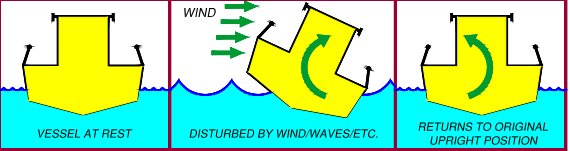 VESSEL AT REST
WIND
DISTURBED BY WIND/WAVES/ETC.
RETURNS TO ORIGINAL
UPRIGHT POSITION